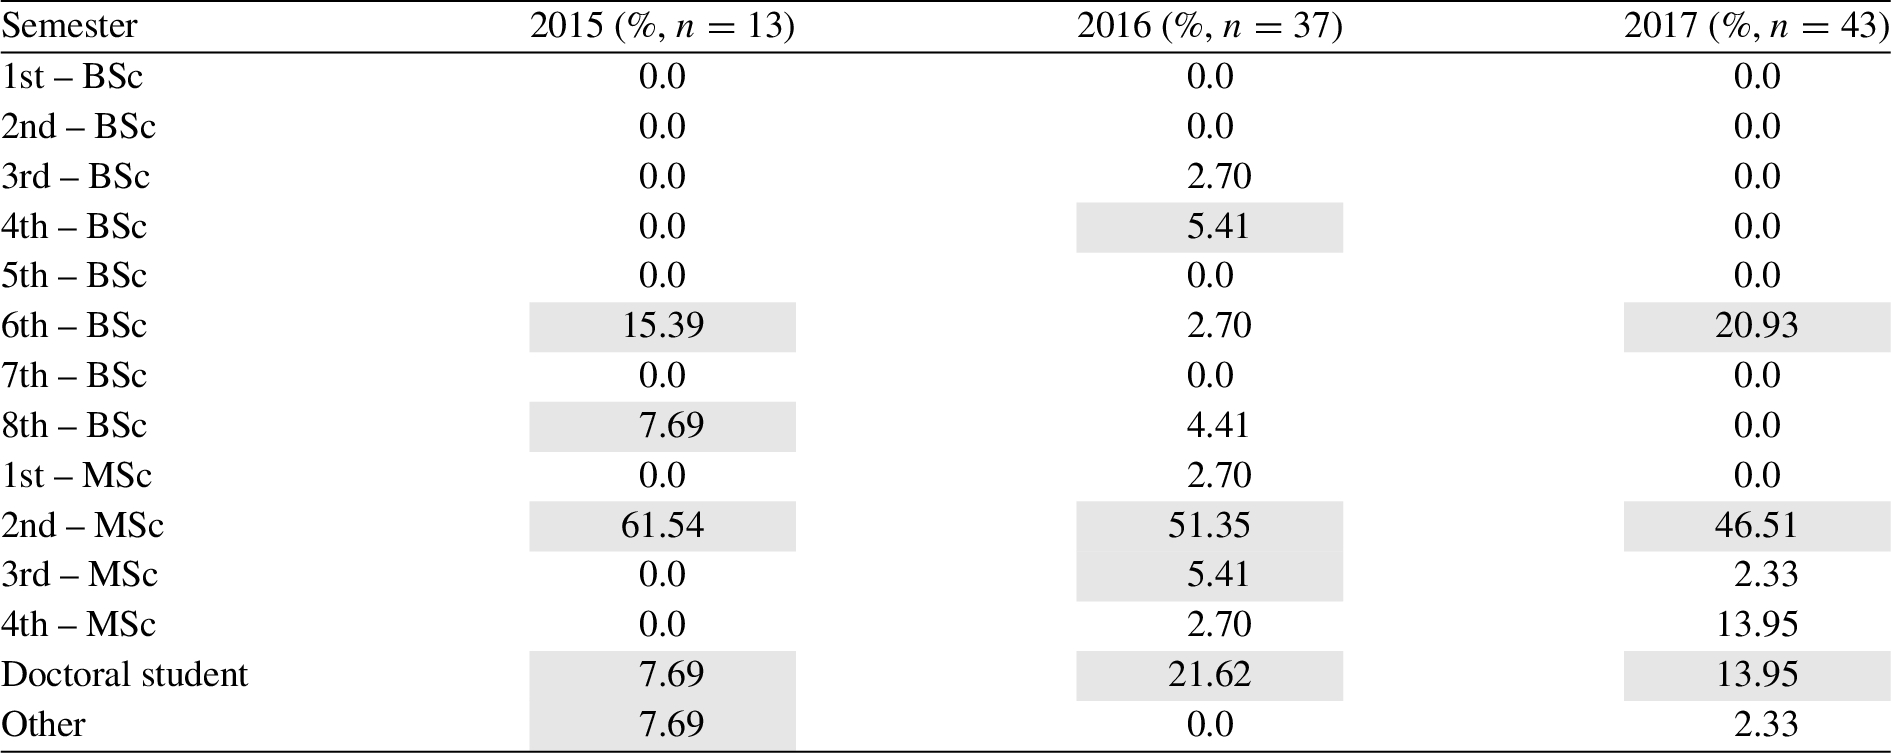 Semester 2015 (%, n = 13) 2016 (%, n = 37) 2017 (%, n = 43)
1st – BSc 0.0 0.0 0.0
2nd – BSc 0.0 0.0 0.0
3rd – BSc 0.0 2.70 0.0
4th – BSc 0.0 5.41 0.0
5th – BSc 0.0 0.0 0.0
6th – BSc 15.39 2.70 20.93
7th – BSc 0.0 0.0 0.0
8th – BSc 7.69 4.41 0.0
1st – MSc 0.0 2.70 0.0
2nd – MSc 61.54 51.35 46.51
3rd – MSc 0.0 5.41 2.33
4th – MSc 0.0 2.70 13.95
Doctoral student 7.69 21.62 13.95
Other 7.69 0.0 2.33